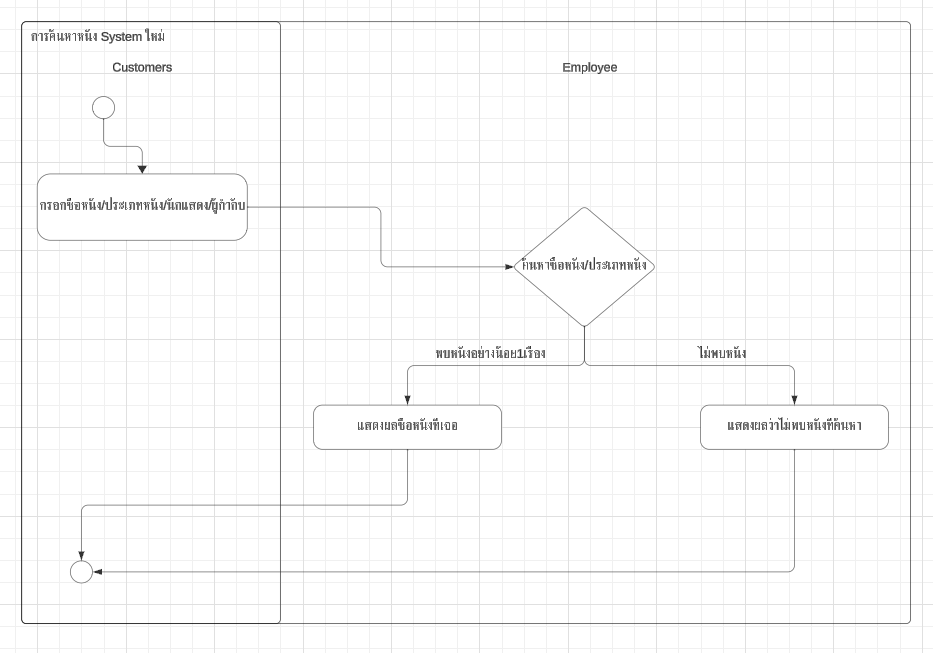 การค้นหาหนัง System ใหม่
Customers
Employee
กรอกชื่อหนัง/ประเภทหนัง/นักแสดง/ผู้กำกับ
ค้นหาชื่อหนัง/ประเภทหนัง
พบหนังอย่างน้อย1เรื่อง
ไม่พบหนัง
แสดงผลชื่อหนังที่เจอ
แสดงผลว่าไม่พบหนังที่ค้นหา